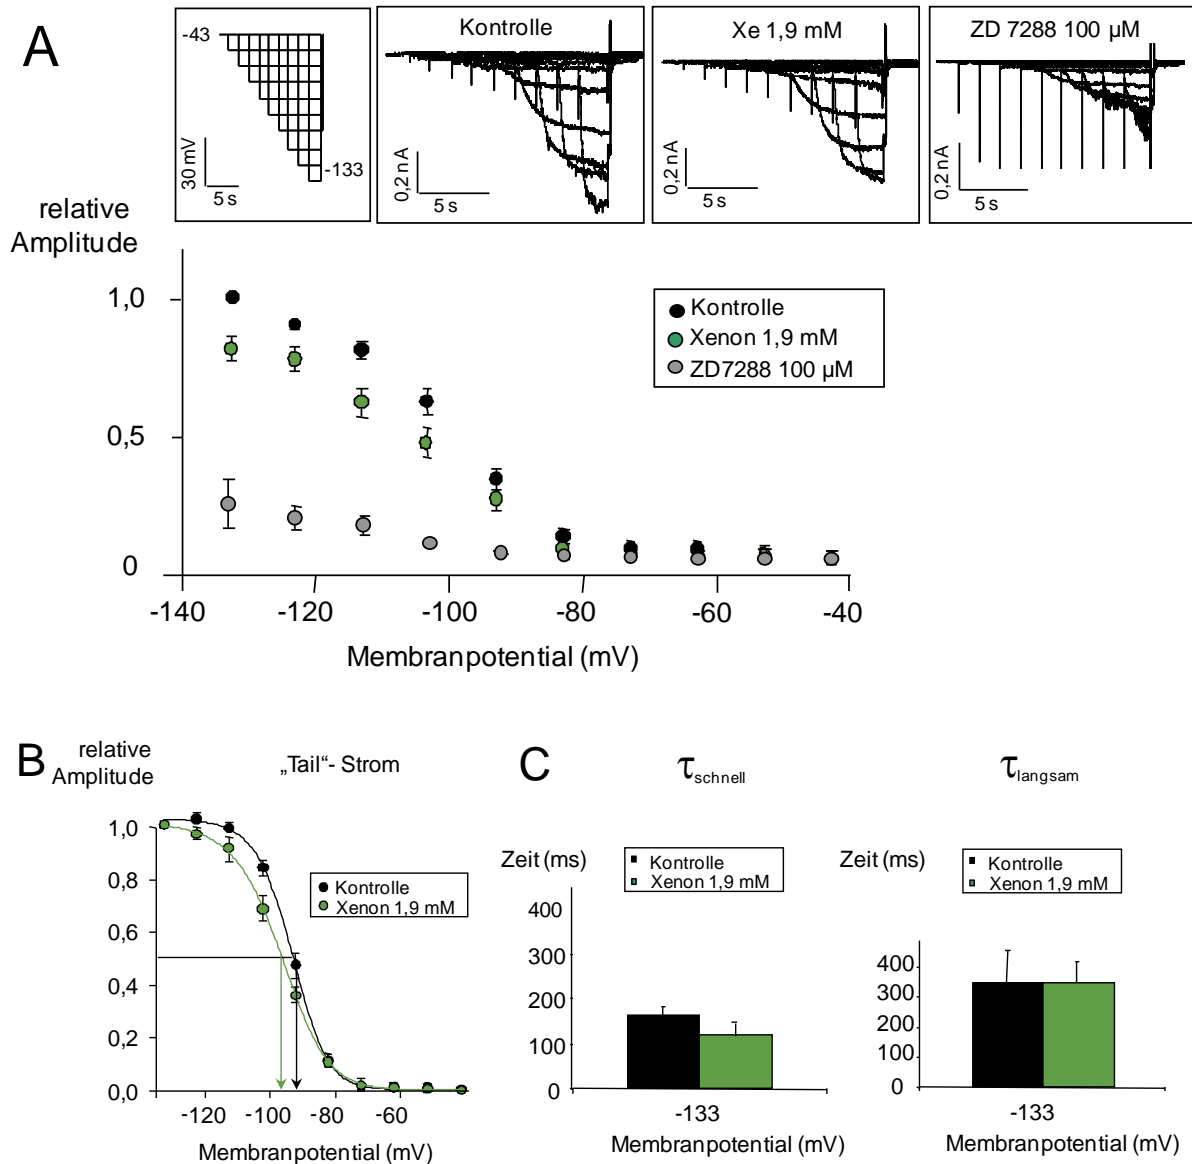 A
-43
-133
30 mV
5 s
Kontrolle
0,2 nA
5 s
Xe 1,9 mM
0,2 nA
5 s
ZD 7288 100 µM
0,2 nA
5 s
relative
Amplitude
1,0
0,5
0
Kontrolle
Xenon 1,9 mM
ZD7288 100 µM
-140
-120
-100
-80
-60
-40
Membranpotential (mV)
B
relative
Amplitude
„Tail“- Strom
1,0
0,8
0,6
0,4
0,2
0,0
Kontrolle
Xenon 1,9 mM
-120
-100
-80
-60
Membranpotential (mV)
C
τschnell
Zeit (ms)
Kontrolle
Xenon 1,9 mM
400
300
200
100
0
-133
Membranpotential (mV)
τlangsam
Zeit (ms)
Kontrolle
Xenon 1,9 mM
400
300
200
100
0
-133
Membranpotential (mV)